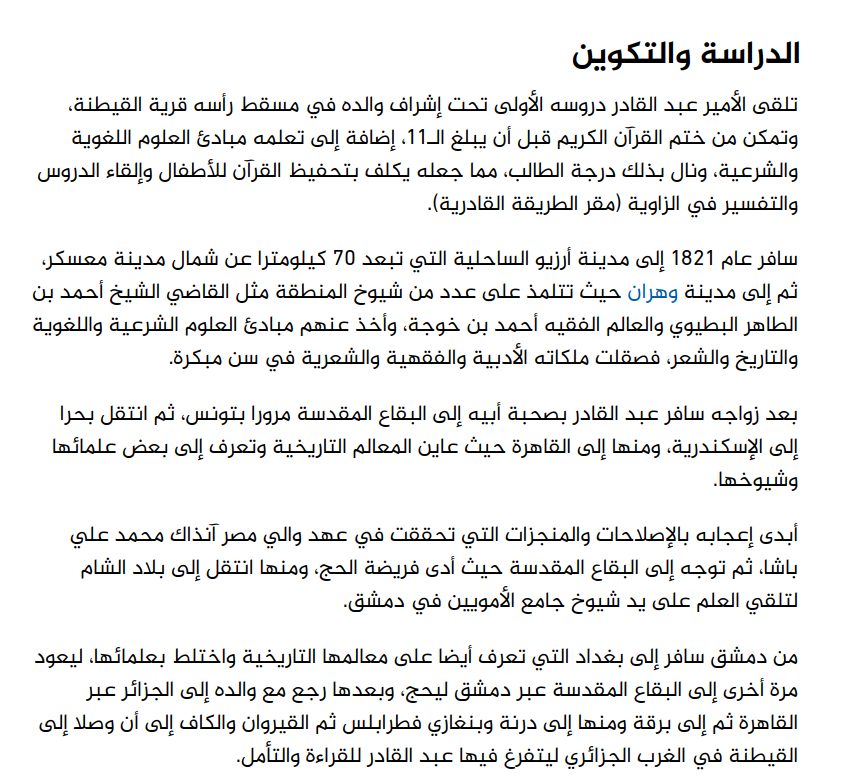 الدراسة والتكوين
تلقى الأمير عبد القادر دروسه الأولى تحت إشراف والده في مسقط رأسه قرية القيطنة،
وتمكن من ختم القرآن الكريم قبل أن يبلغ الـ11، إضافة إلى تعلمه مبادئ العلوم اللغوية
والشرعية، ونال بذلك درجة الطالب، مما جعله يكلف بتحفيظ القرآن للأطفال وإلقاء الدروس
والتفسير في الزاوية (مقر الطريقة القادرية).
سافر عام 1821 إلى مدينة أرزيو الساحلية التي تبعد 70 كيلومترا عن شمال مدينة معسكر،
ثم إلى مدينة وهران حيث تتلمذ على عدد من شيوخ المنطقة مثل القاضي الشيخ أحمد بن
الطاهر البطيوي والعالم الفقيه أحمد بن خوجة، وأخذ عنهم مبادئ العلوم الشرعية واللغوية
والتاريخ والشعر، فصقلت ملكاته الأدبية والفقهية والشعرية في سن مبكرة.
بعد زواجه سافر عبد القادر بصحبة أبيه إلى البقاع المقدسة مرورا بتونس، ثم انتقل بحرا
إلى الإسكندرية، ومنها إلى القاهرة حيث عاين المعالم التاريخية وتعرف إلى بعض علمائها
وشيوخها.
أبدى إعجابه بالإصلاحات والمنجزات التي تحققت في عهد والي مصر آنذاك محمد علي
باشا، ثم توجه إلى البقاع المقدسة حيث أدى فريضة الحج، ومنها انتقل إلى بلاد الشام
لتلقي العلم على يد شيوخ جامع الأمويين في دمشق.
من دمشق سافر إلى بغداد التي تعرف أيضا على معالمها التاريخية واختلط بعلمائها، ليعود
مرة أخرى إلى البقاع المقدسة عبر دمشق ليحج، وبعدها رجع مع والده إلى الجزائر عبر
القاهرة ثم إلى برقة ومنها إلى درنة وبنغازي فطرابلس ثم القيروان والكاف إلى أن وصلا إلى
القيطنة في الغرب الجزائري ليتفرغ فيها عبد القادر للقراءة والتأمل.